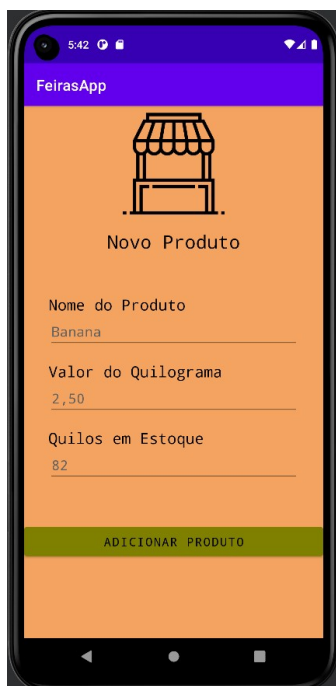 5:42
FeirasApp
Novo Produto
Nome do Produto
Banana
Valor do Quilograma
2,50
Quilos em Estoque
82
ADICIONAR PRODUTO